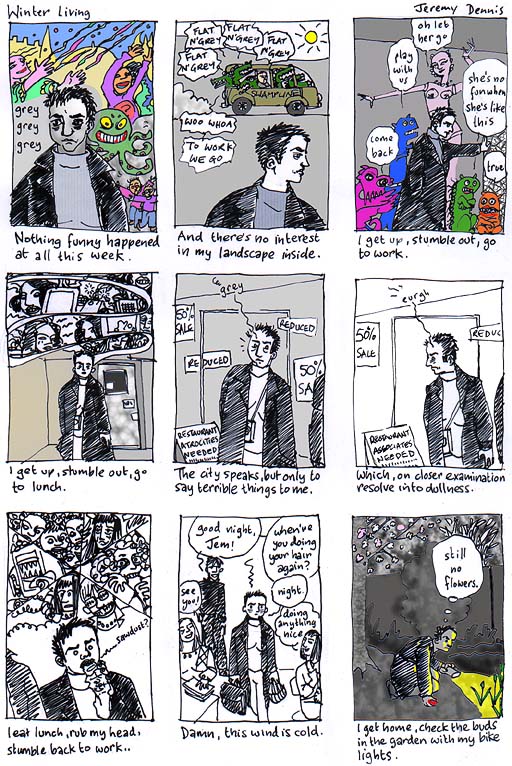 Winter Living
Jeremy Dennis
grey
grey
grey
Nothing funny happened
at all this week.
FLAT
N'GREY
FLAT
N'GREY
FLAT
N'GREY
FLAT
N'GREY
SWAMPLINE
WOO WHOA
TO WORK
WE GO
And there's no interest
in my landscape inside.
oh let
her go
play
with
us
she's no
fun when
she's like
this
come
back
true
I get up, stumble out, go
to work.
I get up, stumble out, go
to lunch.
grey
50%
SALE
REDUCED
REDUCED
50%
SA
RESTAURANT
ATROCITIES
NEEDED
The city speaks, but only to
say terrible things to me.
eurgh
50%
SALE
REDUC
RESTAURANT
ASSOCIATES
NEEDED
Which, on closer examination
resolve into dullness.
sawdust?
I eat lunch, rub my head,
stumble back to work..
good night,
Jem!
when're
you doing
your hair
again?
see
you!
night.
doing
anything
nice
Damn, this wind is cold.
still
no
flowers.
I get home, check the buds
in the garden with my bike
lights.